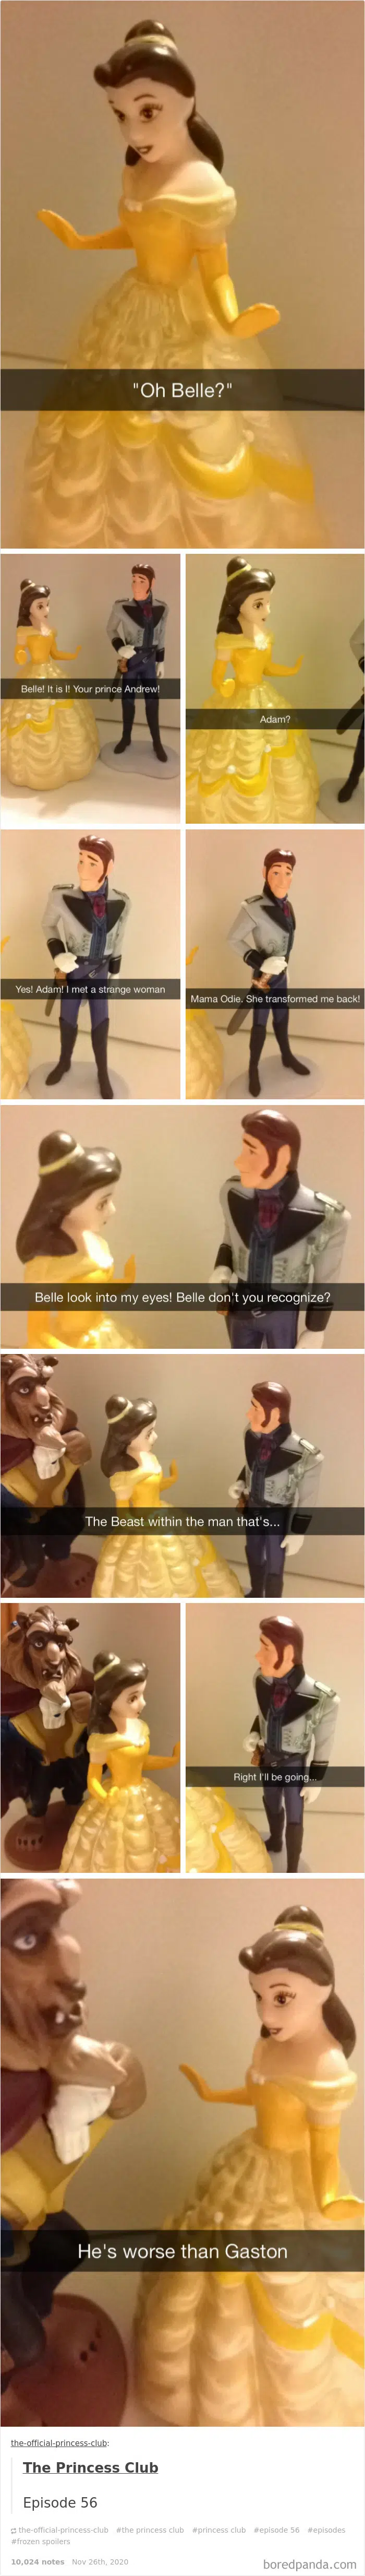 "Oh Belle?"
Belle! It is I! Your prince Andrew!
Adam?
Yes! Adam! I met a strange woman
Mama Odie. She transformed me back!
Belle look into my eyes! Belle don't you recognize?
The Beast within the man that's...
Right I'll be going...
He's worse than Gaston
the-official-princess-club:
The Princess Club
Episode 56
the-official-princess-club #the princess club #princess club #episode 56 #episodes
#frozen spoilers
10,024 notes Nov 26th, 2020
boredpanda.com